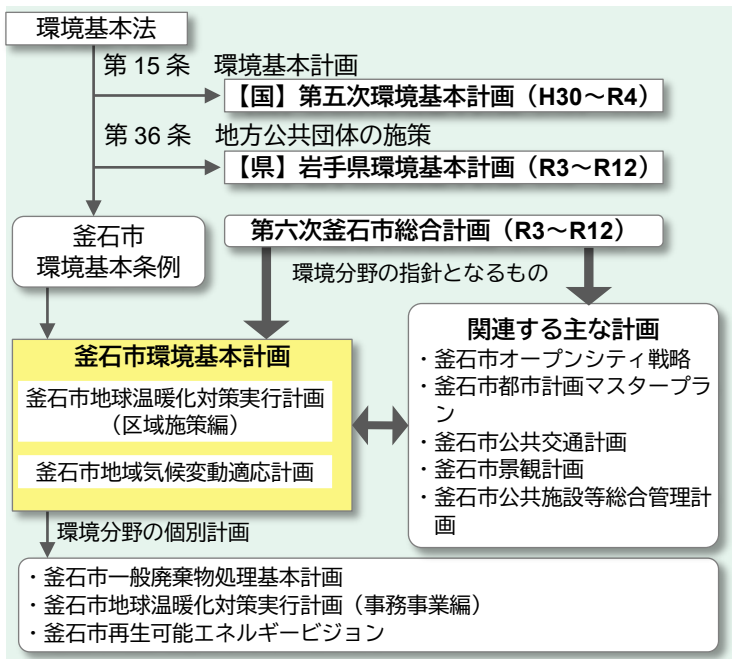 環境基本法
第 15 条　環境基本計画
【国】第五次環境基本計画（H30～R4）
第 36 条　地方公共団体の施策
【県】岩手県環境基本計画（R3～R12）
釜石市
環境基本条例
第六次釜石市総合計画（R3～R12）
環境分野の指針となるもの
釜石市環境基本計画
釜石市地球温暖化対策実行計画
（区域施策編）
釜石市地域気候変動適応計画
関連する主な計画
・釜石市オープンシティ戦略
・釜石市都市計画マスタープラ
ン
・釜石市公共交通計画
・釜石市景観計画
・釜石市公共施設等総合管理計
画
環境分野の個別計画
・釜石市一般廃棄物処理基本計画
・釜石市地球温暖化対策実行計画（事務事業編）
・釜石市再生可能エネルギービジョン